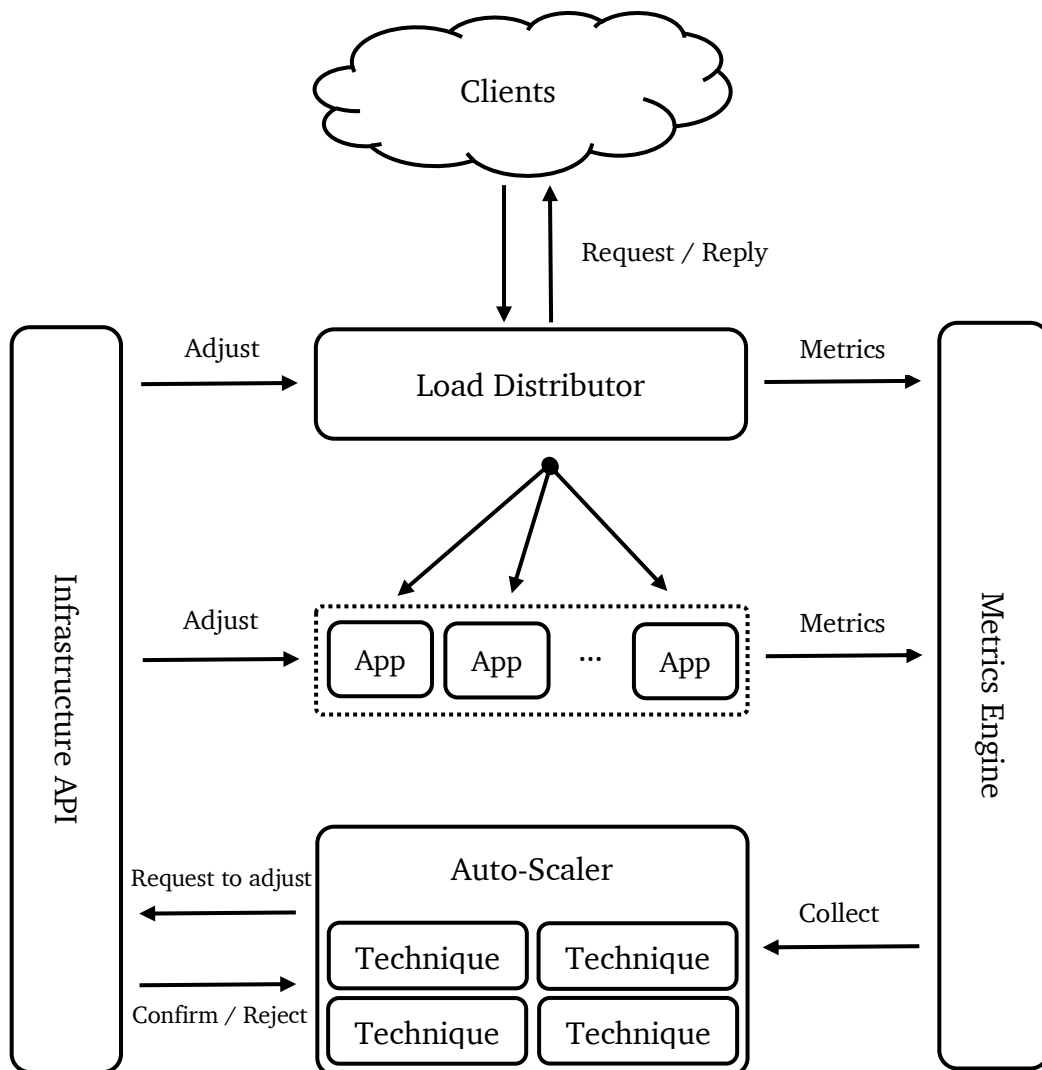 Clients
Request / Reply
Adjust
Load Distributor
Metrics
Infrastructure API
Adjust
App
App
...
App
Metrics
Metrics Engine
Auto-Scaler
Request to adjust
Confirm / Reject
Technique
Technique
Technique
Technique
Collect